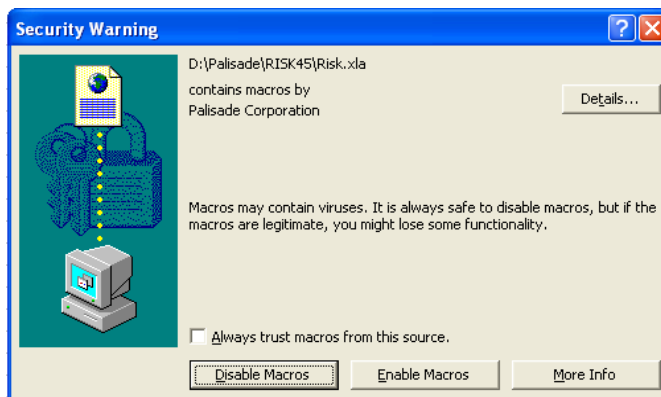 Security Warning
D:\Palisade\RISK45\Risk.xla
contains macros by
Palisade Corporation
Details...
Macros may contain viruses. It is always safe to disable macros, but if the
macros are legitimate, you might lose some functionality.
Always trust macros from this source.
Disable Macros Enable Macros More Info